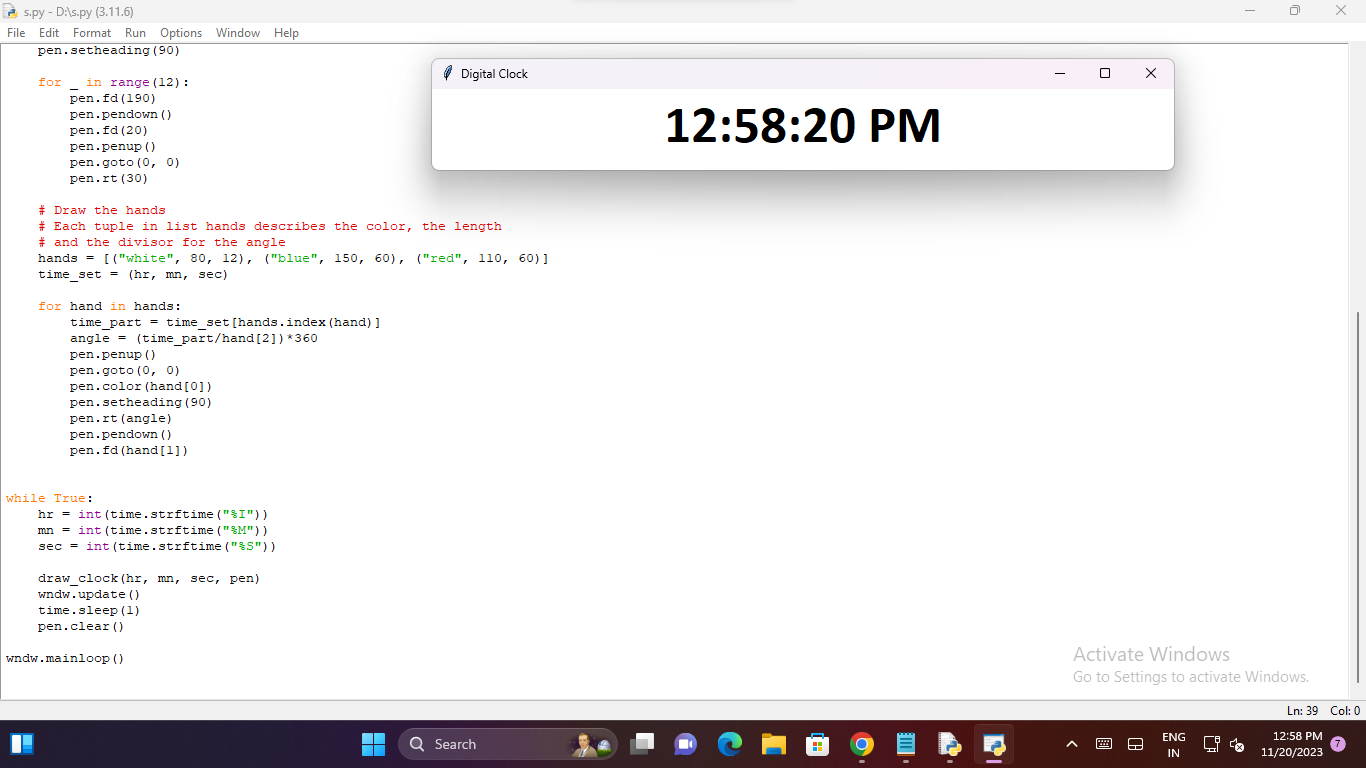 s.py - D:\s.py (3.11.6)
File Edit Format Run Options Window Help
pen.setheading(90)
for _ in range(12):
pen.fd(190)
pen.pendown()
pen.fd(20)
pen.penup()
pen.goto(0, 0)
pen.rt(30)
# Draw the hands
# Each tuple in list hands describes the color, the length
# and the divisor for the angle
hands = [("white", 80, 12), ("blue", 150, 60), ("red", 110, 60)]
time_set = (hr, mn, sec)
for hand in hands:
time_part = time_set[hands.index(hand)]
angle = (time_part/hand[2])*360
pen.penup()
pen.goto(0, 0)
pen.color(hand[0])
pen.setheading(90)
pen.rt(angle)
pen.pendown()
pen.fd(hand[1])
while True:
hr = int(time.strftime("%I"))
mn = int(time.strftime("%M"))
sec = int(time.strftime("%S"))
draw_clock(hr, mn, sec, pen)
wndw.update()
time.sleep(1)
pen.clear()
wndw.mainloop()
Digital Clock
12:58:20 PM
Activate Windows
Go to Settings to activate Windows.
Ln: 39 Col: 0
Search
ENG
IN
12:58 PM
11/20/2023
7